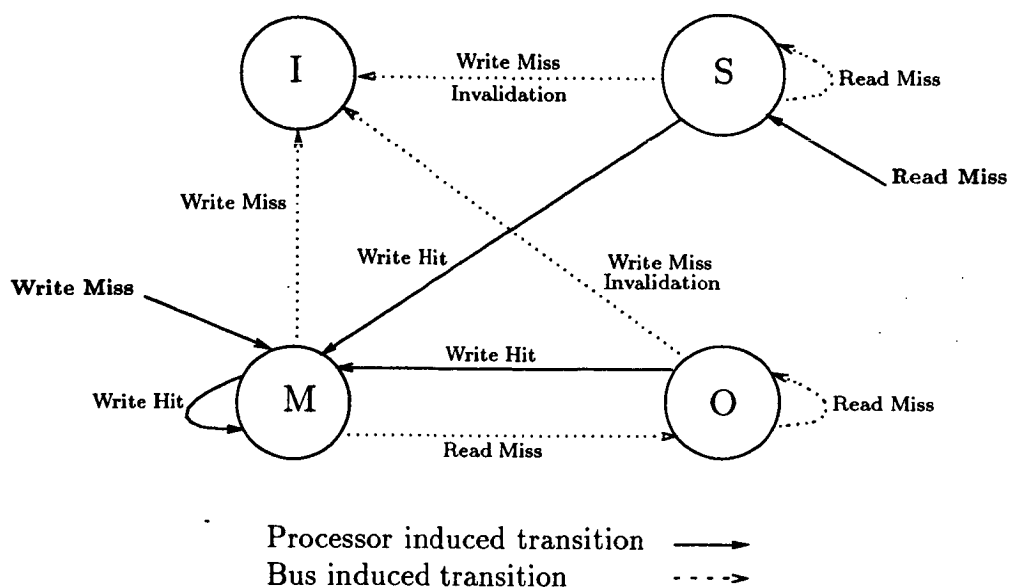 I
S
Write Miss
Invalidation
Read Miss
Read Miss
Write Miss
Write Hit
Write Miss
Invalidation
Write Miss
Write Hit
Write Hit
M
O
Read Miss
Read Miss
Processor induced transition
Bus induced transition